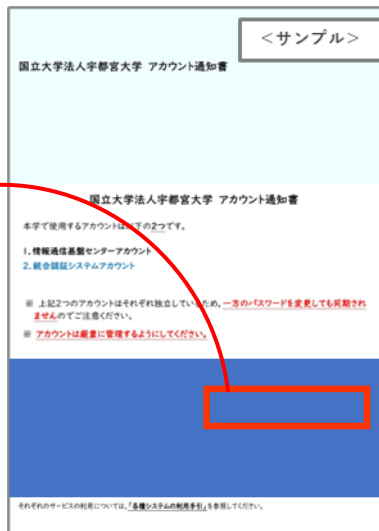 <サンプル>
国立大学法人宇都宮大学 アカウント通知書
国立大学法人宇都宮大学 アカウント通知書
本学で使用するアカウントは以下の2つです。
1. 情報通信基盤センターアカウント
2. 統合認証システムアカウント
※ 上記2つのアカウントはそれぞれ独立しているため,一方のパスワードを変更しても同期され
ませんのでご注意ください。
※ アカウントは厳重に管理するようにしてください。
それぞれのサービスの利用については,「各種システムの利用手引」を参照してください。